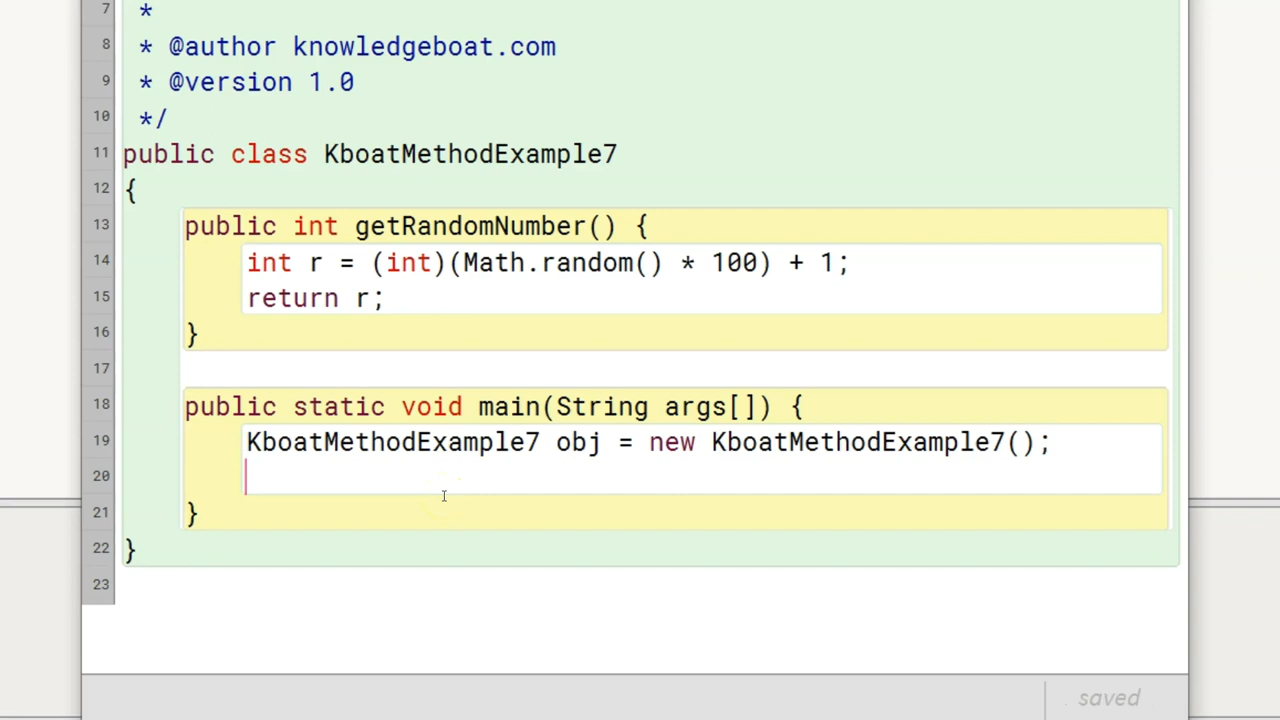 7 *
8 * @author knowledgeboat.com
9 * @version 1.0
10 */
11 public class KboatMethodExample7
12 {
13 public int getRandomNumber() {
14 int r = (int)(Math.random() * 100) + 1;
15 return r;
16 }
17
18 public static void main(String args[]) {
19 KboatMethodExample7 obj = new KboatMethodExample7();
20
21 }
22 }
23
saved